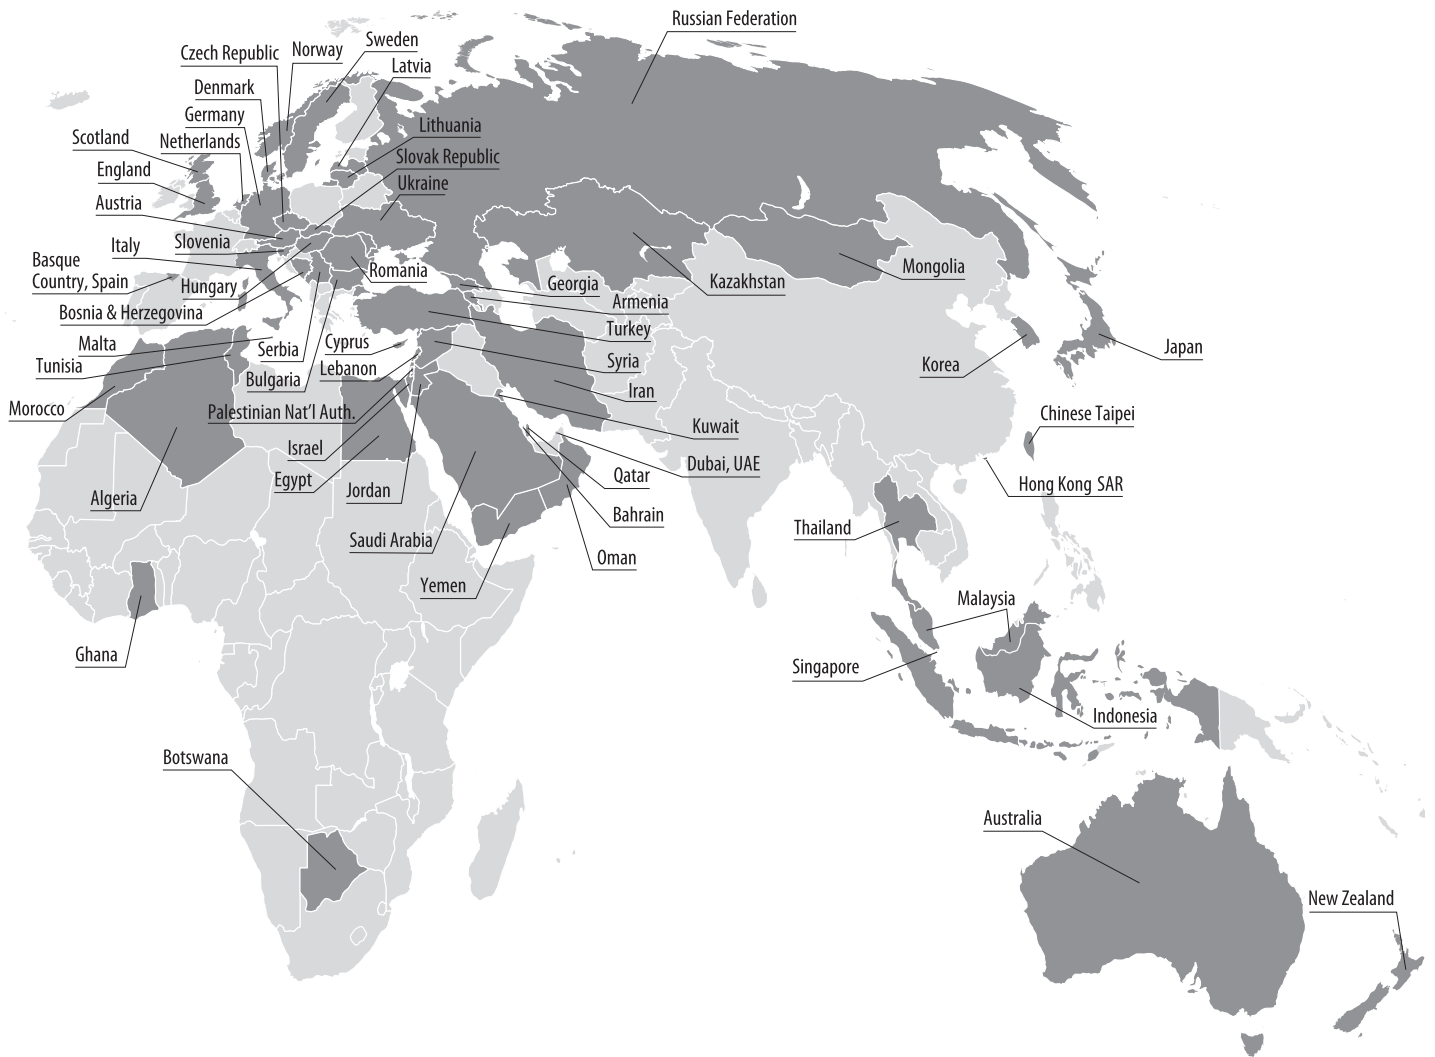 Russian Federation
Sweden
Norway
Czech Republic
Latvia
Denmark
Germany
Lithuania
Scotland
Netherlands
Slovak Republic
England
Ukraine
Austria
Slovenia
Italy
Basque
Country, Spain
Romania
Mongolia
Kazakhstan
Georgia
Hungary
Armenia
Bosnia & Herzegovina
Turkey
Malta
Cyprus
Serbia
Japan
Tunisia
Syria
Korea
Lebanon
Bulgaria
Iran
Morocco
Palestinian Nat'l Auth.
Chinese Taipei
Kuwait
Israel
Dubai, UAE
Egypt
Qatar
Hong Kong SAR
Jordan
Algeria
Bahrain
Thailand
Saudi Arabia
Oman
Yemen
Malaysia
Ghana
Singapore
Indonesia
Botswana
Australia
New Zealand